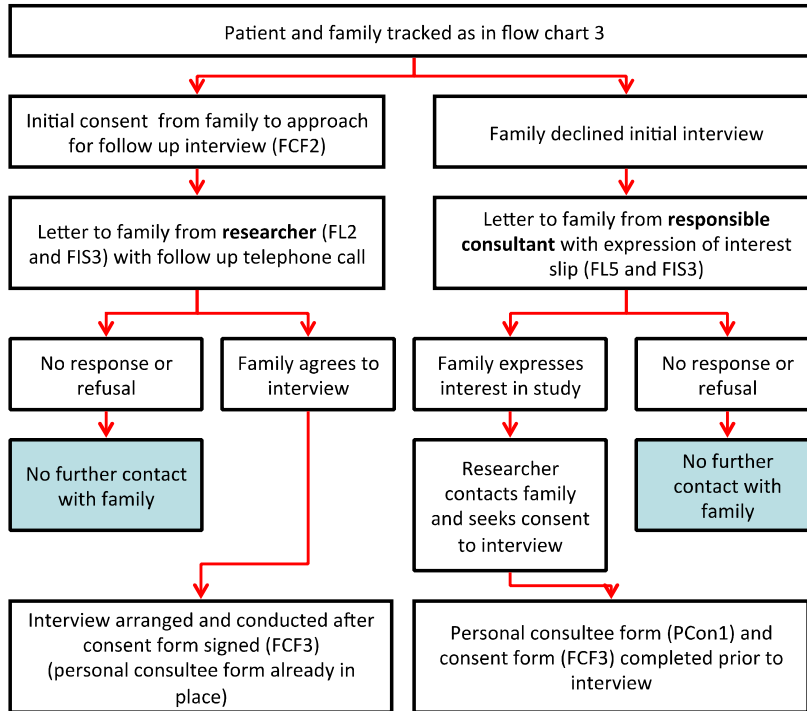 Patient and family tracked as in flow chart 3
Initial consent from family to approach
for follow up interview (FCF2)
Family declined initial interview
Letter to family from researcher (FL2
and FIS3) with follow up telephone call
Letter to family from responsible
consultant with expression of interest
slip (FL5 and FIS3)
No response or
refusal
Family agrees to
interview
Family expresses
interest in study
No response or
refusal
No further contact
with family
Researcher
contacts family
and seeks consent
to interview
No further
contact with
family
Interview arranged and conducted after
consent form signed (FCF3)
(personal consultee form already in
place)
Personal consultee form (PCon1) and
consent form (FCF3) completed prior to
interview